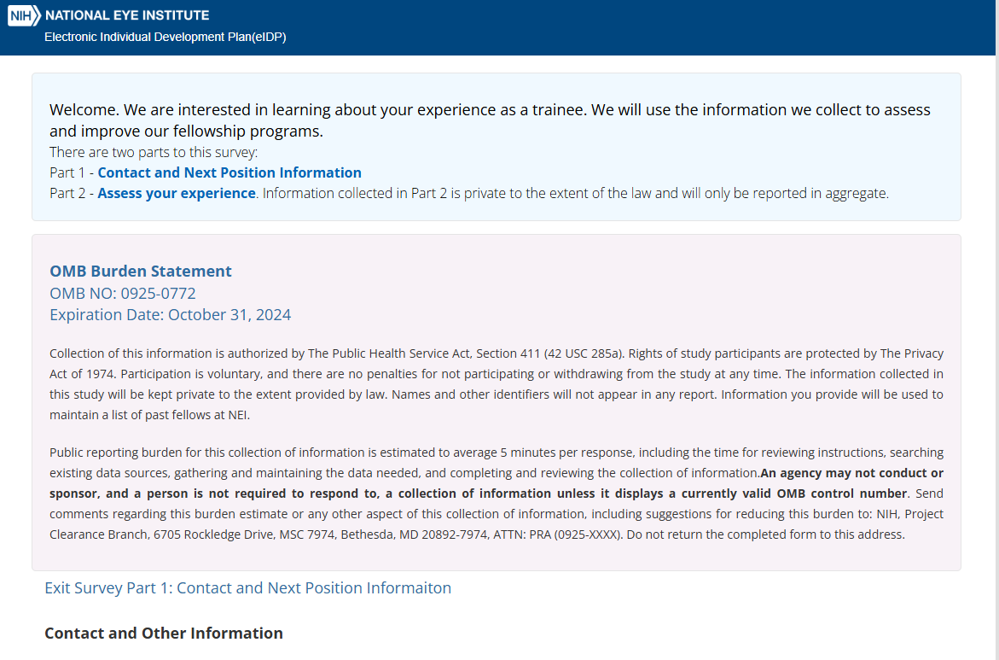 NIH NATIONAL EYE INSTITUTE
Electronic Individual Development Plan(eIDP)
Welcome. We are interested in learning about your experience as a trainee. We will use the information we collect to assess
and improve our fellowship programs.
There are two parts to this survey:
Part 1 - Contact and Next Position Information
Part 2 - Assess your experience. Information collected in Part 2 is private to the extent of the law and will only be reported in aggregate.
OMB Burden Statement
OMB NO: 0925-0772
Expiration Date: October 31, 2024
Collection of this information is authorized by The Public Health Service Act, Section 411 (42 USC 285a). Rights of study participants are protected by The Privacy
Act of 1974. Participation is voluntary, and there are no penalties for not participating or withdrawing from the study at any time. The information collected in
this study will be kept private to the extent provided by law. Names and other identifiers will not appear in any report. Information you provide will be used to
maintain a list of past fellows at NEI.
Public reporting burden for this collection of information is estimated to average 5 minutes per response, including the time for reviewing instructions, searching
existing data sources, gathering and maintaining the data needed, and completing and reviewing the collection of information.An agency may not conduct or
sponsor, and a person is not required to respond to, a collection of information unless it displays a currently valid OMB control number. Send
comments regarding this burden estimate or any other aspect of this collection of information, including suggestions for reducing this burden to: NIH, Project
Clearance Branch, 6705 Rockledge Drive, MSC 7974, Bethesda, MD 20892-7974, ATTN: PRA (0925-XXXX). Do not return the completed form to this address.
Exit Survey Part 1: Contact and Next Position Informaiton
Contact and Other Information